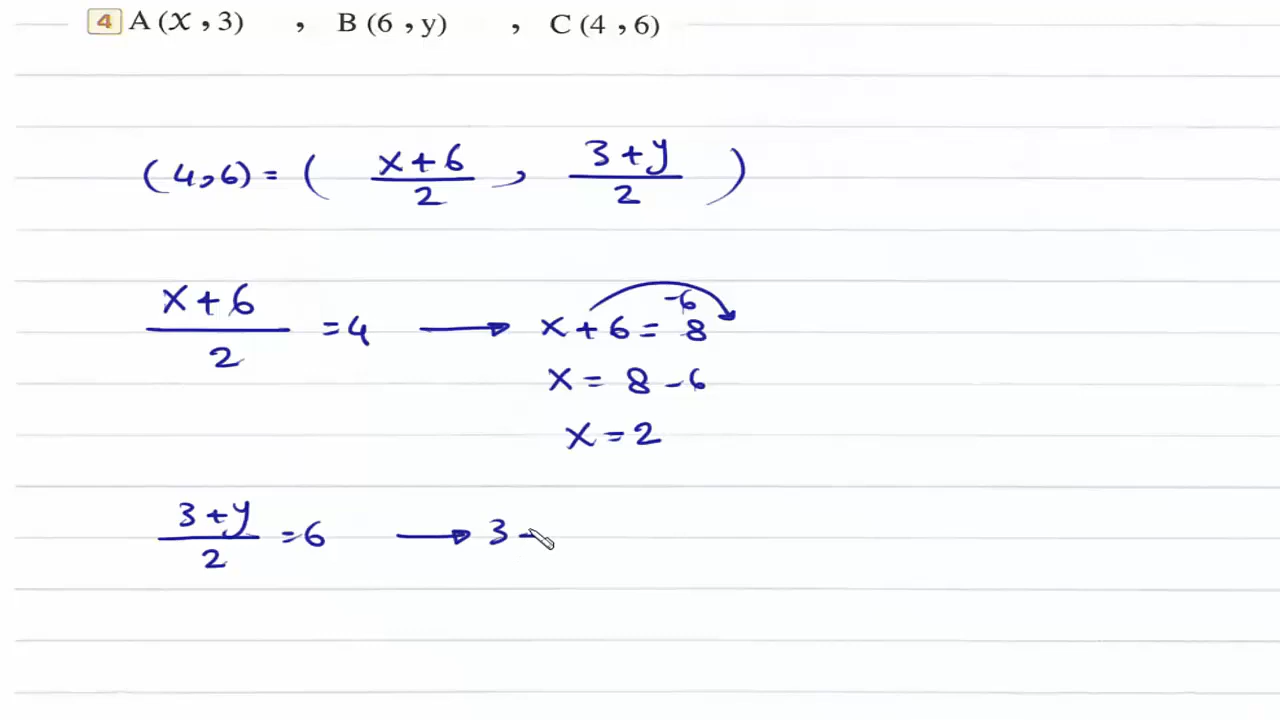 4 A (x , 3) , B (6 , y) , C (4 , 6)
(4,6) = ( x+6/2 , 3+y/2 )
x+6/2 = 4 → x+6 = 8 -6
x = 8 - 6
x = 2
3+y/2 = 6 → 3 -